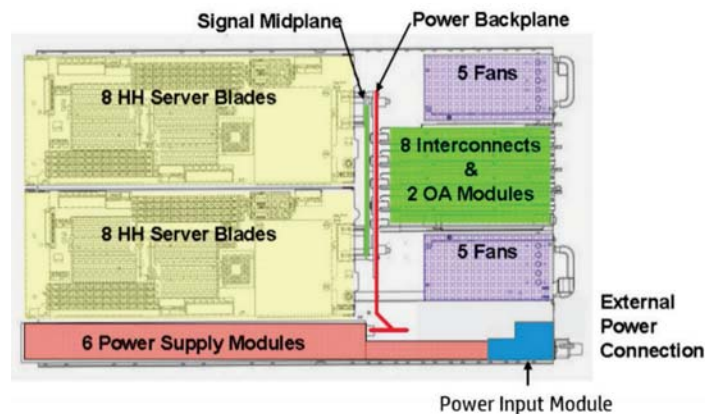 Signal Midplane
Power Backplane
8 HH Server Blades
5 Fans
8 Interconnects
&
2 OA Modules
8 HH Server Blades
5 Fans
External
Power
Connection
6 Power Supply Modules
Power Input Module